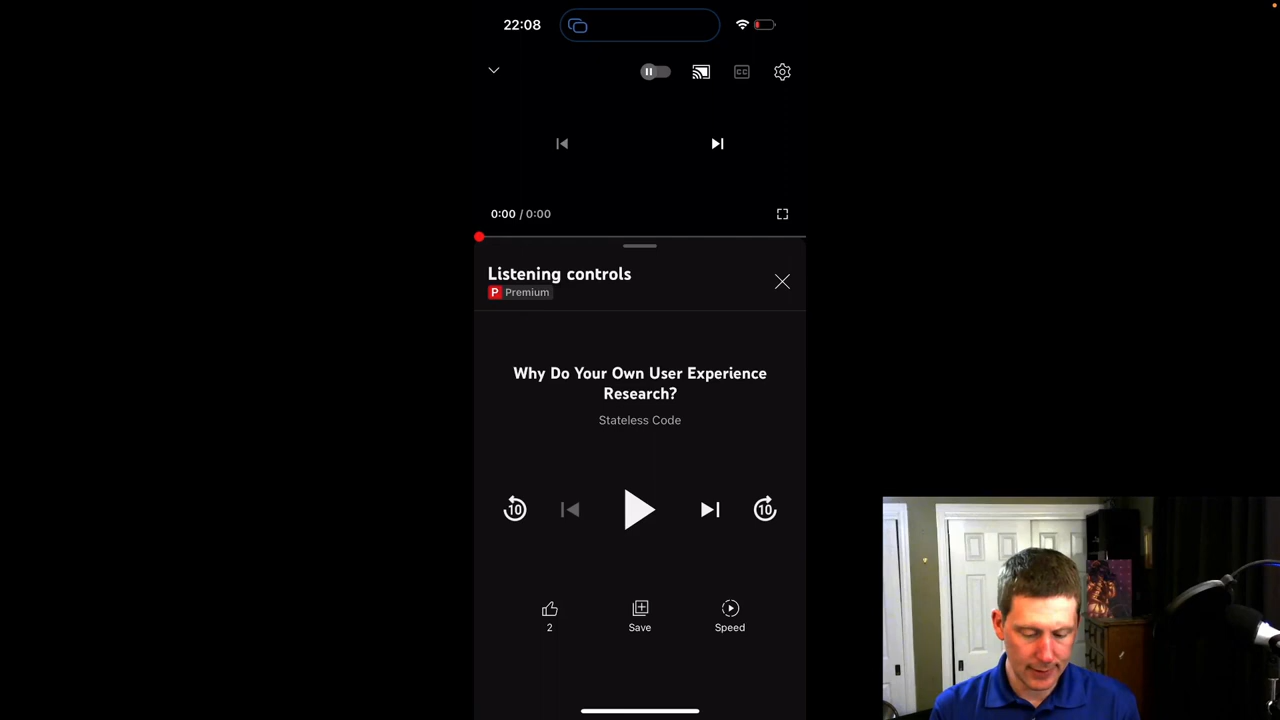 22:08
CC
0:00 / 0:00
Listening controls
P Premium
Why Do Your Own User Experience
Research?
Stateless Code
10
10
2
Save
Speed